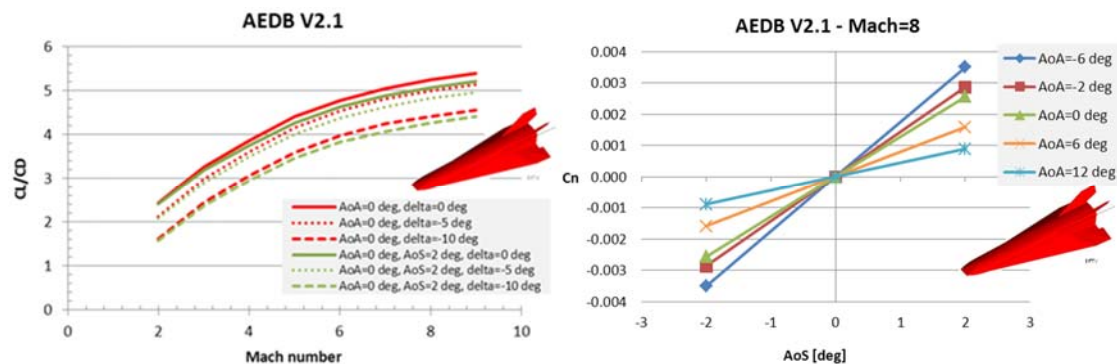 AEDB V2.1
6
5
4
3
2
1
0
CL/CD
AoA=0 deg, delta=0 deg
AoA=0 deg, delta=-5 deg
AoA=0 deg, delta=-10 deg
AoA=0 deg, AoS=2 deg, delta=0 deg
AoA=0 deg, AoS=2 deg, delta=-5 deg
AoA=0 deg, AoS=2 deg, delta=-10 deg
0 2 4 6 8 10
Mach number
AEDB V2.1 - Mach=8
0.004
0.003
0.002
0.001
0.000
-0.001
-0.002
-0.003
-0.004
Cn
AoA=-6 deg
AoA=-2 deg
AoA=0 deg
AoA=6 deg
AoA=12 deg
-3 -2 -1 0 1 2 3
AoS [deg]